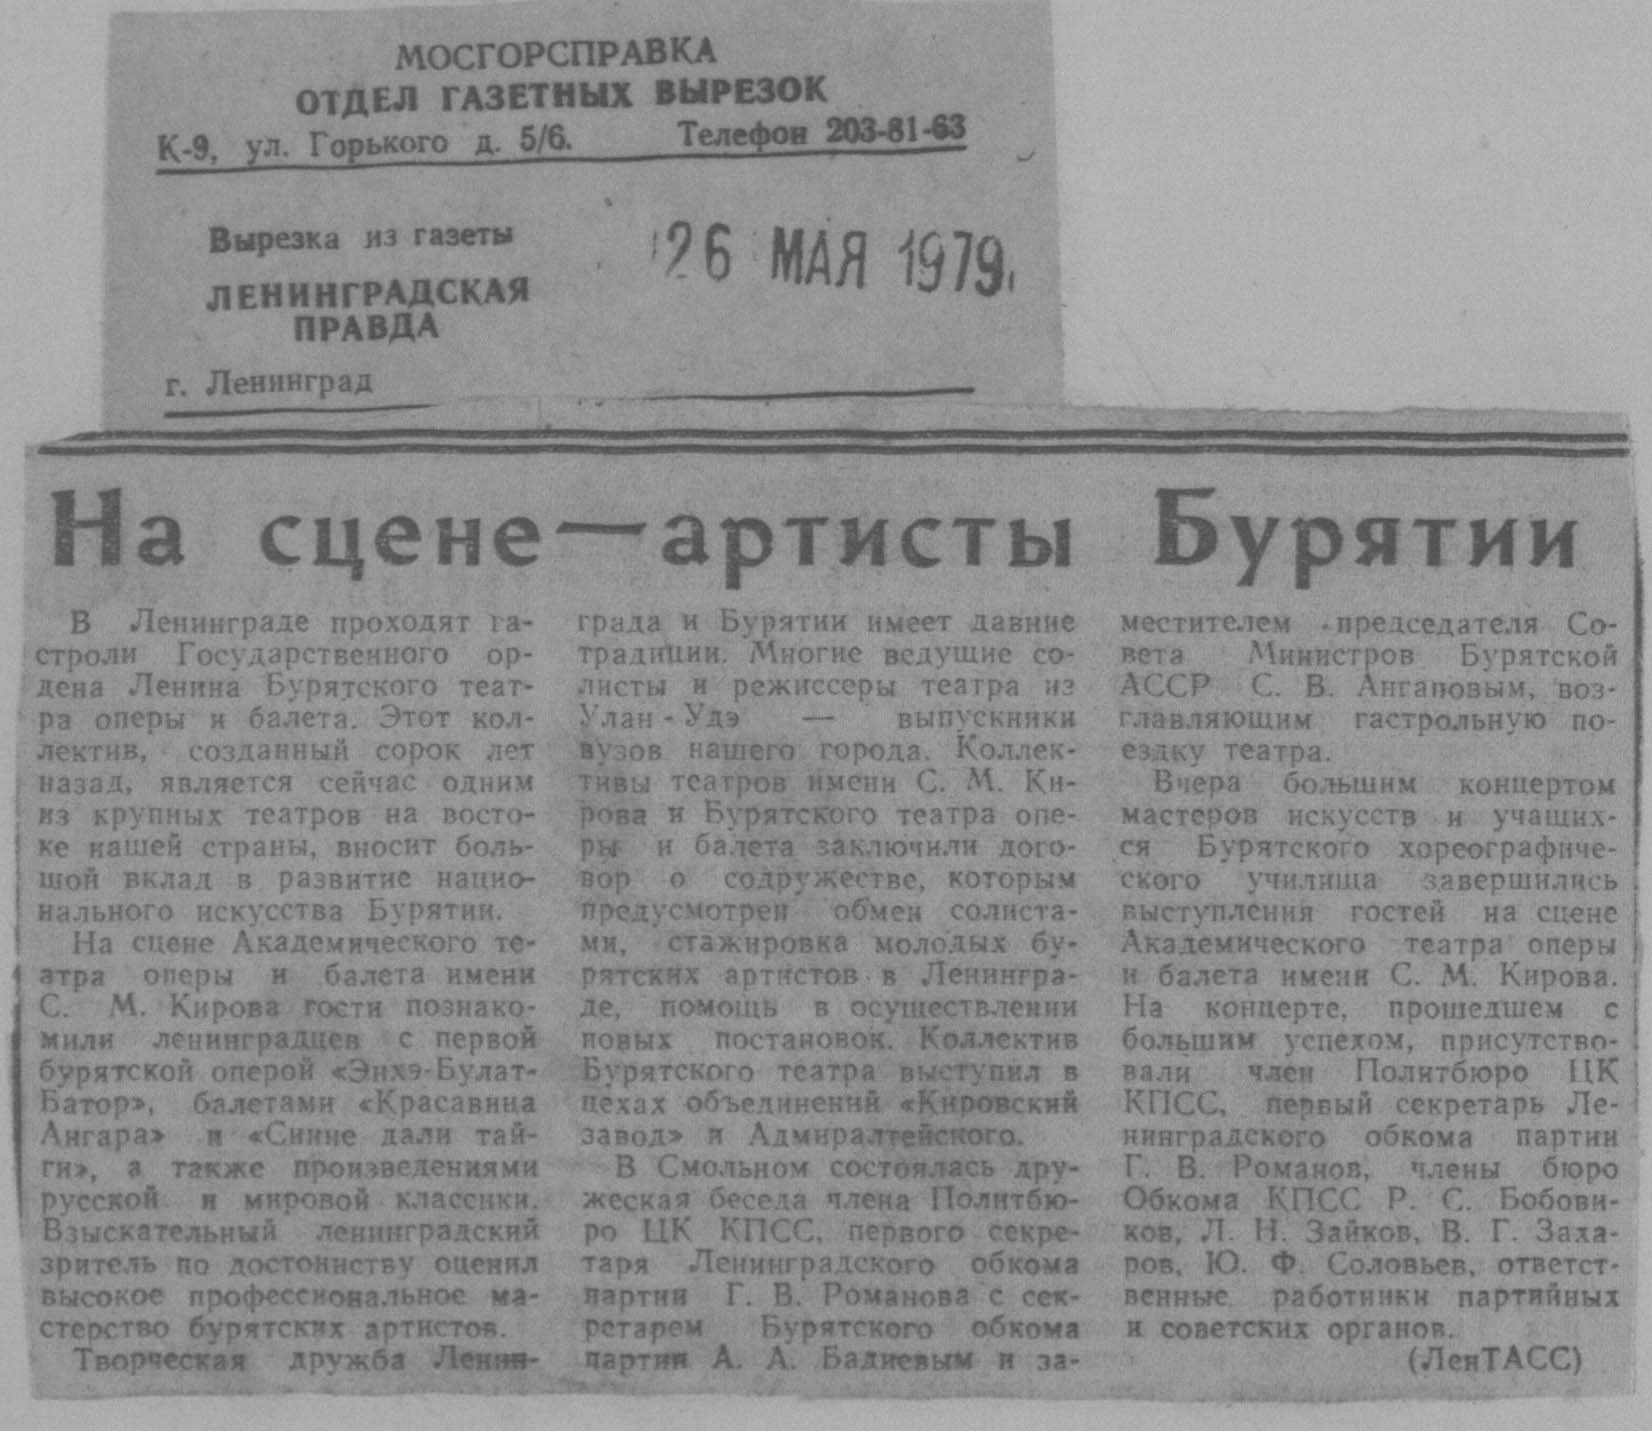 МОСГОРСПРАВКА
ОТДЕЛ ГАЗЕТНЫХ ВЫРЕЗОК
К-9, ул. Горького д. 5/6. Телефон 203-81-63
Вырезка из газеты
ЛЕНИНГРАДСКАЯ
ПРАВДА
26 МАЯ 1979
г. Ленинград
На сцене — артисты Бурятии
В Ленинграде проходят га-
строли Государственного ор-
дена Ленина Бурятского теат-
ра оперы и балета. Этот кол-
лектив, созданный сорок лет
назад, является сейчас одним
из крупных театров на восто-
ке нашей страны, вносит боль-
шой вклад в развитие нацио-
нального искусства Бурятии.
На сцене Академического те-
атра оперы и балета имени
С. М. Кирова гости познако-
мили ленинградцев с первой
бурятской оперой «Энхэ-Булат-
Батор», балетами «Красавица
Ангара» и «Синие дали тай-
ги», а также произведениями
русской и мировой классики.
Взыскательный ленинградский
зритель по достоинству оценил
высокое профессиональное ма-
стерство бурятских артистов.
Творческая дружба Ленин-
града и Бурятии имеет давние
традиции. Многие ведущие со-
листы и режиссеры театра из
Улан-Удэ — выпускники
вузов нашего города. Коллек-
тивы театров имени С. М. Ки-
рова и Бурятского театра опе-
ры и балета заключили дого-
вор о содружестве, которым
предусмотрен обмен солиста-
ми, стажировка молодых бу-
рятских артистов в Ленингра-
де, помощь в осуществлении
новых постановок. Коллектив
Бурятского театра выступил в
цехах объединений «Кировский
завод» и Адмиралтейского.
В Смольном состоялась дру-
жеская беседа члена Политбю-
ро ЦК КПСС, первого секре-
таря Ленинградского обкома
партии Г. В. Романова с сек-
ретарем Бурятского обкома
партии А. А. Бадиевым и за-
местителем председателя Со-
вета Министров Бурятской
АССР С. В. Ангаповым, воз-
главляющим гастрольную по-
ездку театра.
Вчера большим концертом
мастеров искусств и учащих-
ся Бурятского хореографиче-
ского училища завершились
выступления гостей на сцене
Академического театра оперы
и балета имени С. М. Кирова.
На концерте, прошедшем с
большим успехом, присутство-
вали член Политбюро ЦК
КПСС, первый секретарь Ле-
нинградского обкома партии
Г. В. Романов, члены бюро
Обкома КПСС Р. С. Бобови-
ков, Л. Н. Зайков, В. Г. Заха-
ров, Ю. Ф. Соловьев, ответст-
венные работники партийных
и советских органов.
(ЛенТАСС)